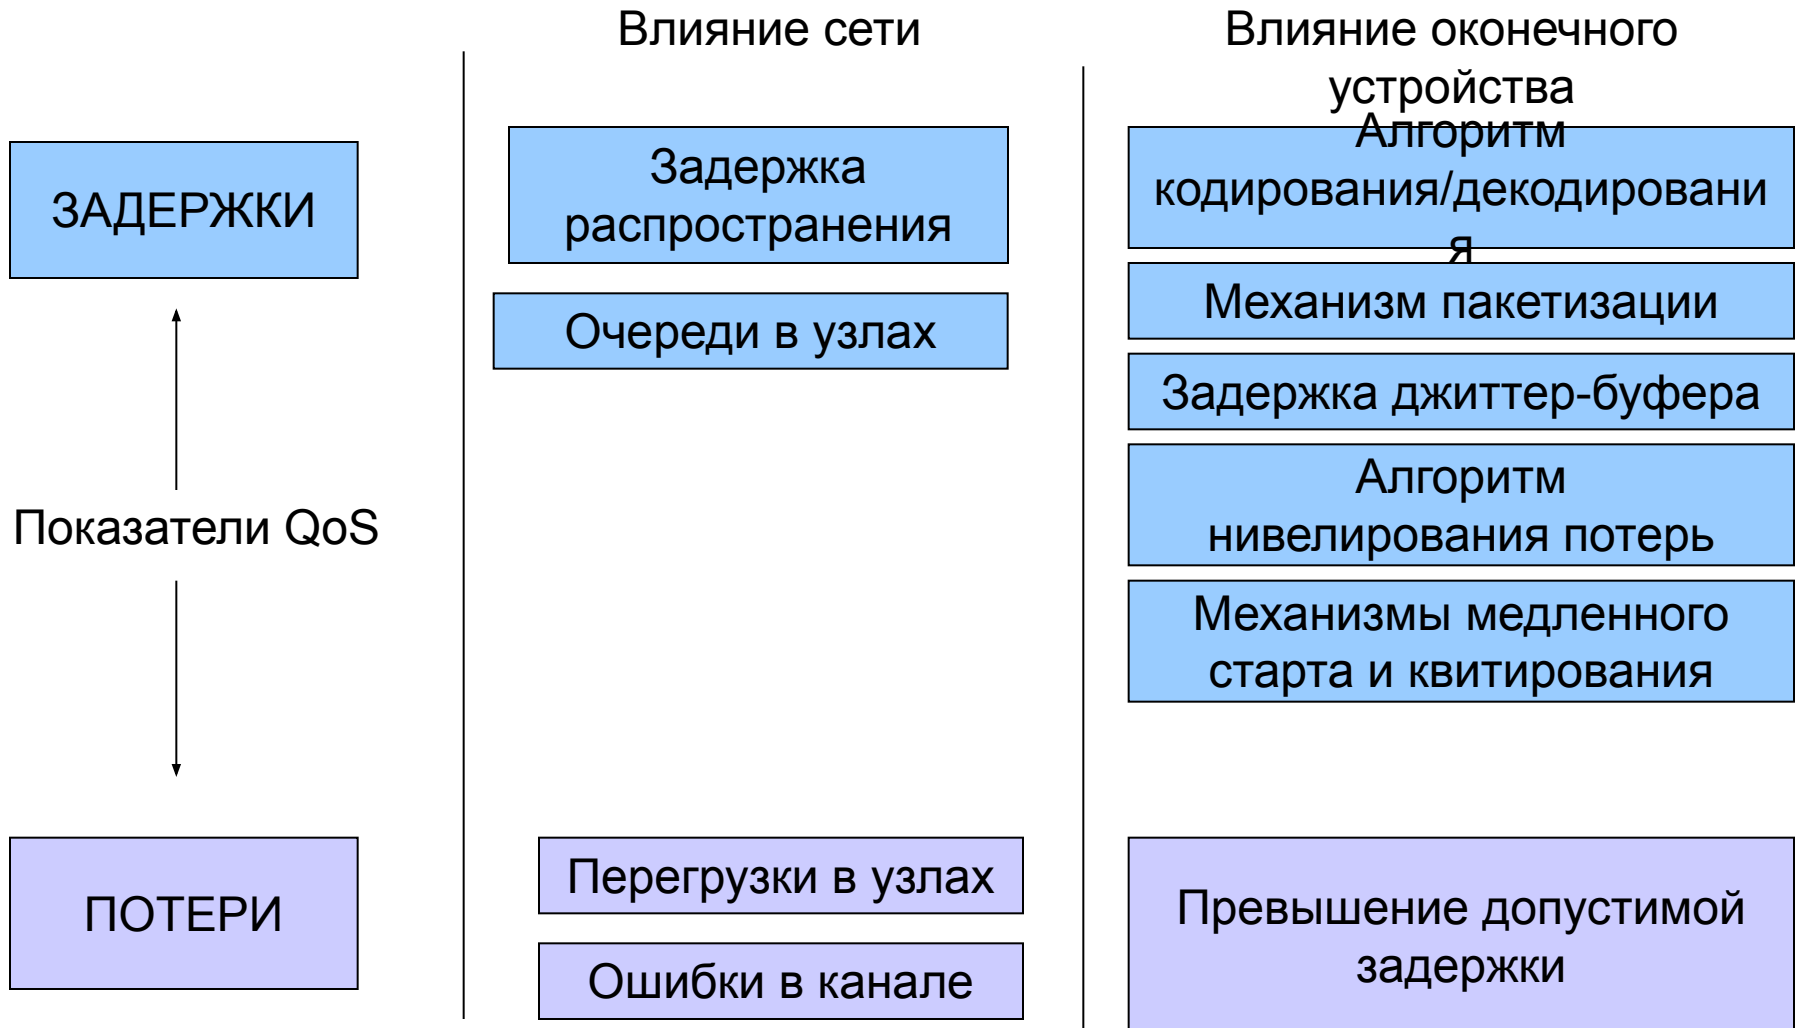 Влияние сети
Влияние оконечного
устройства
ЗАДЕРЖКИ
Показатели QoS
ПОТЕРИ
Задержка
распространения
Очереди в узлах
Перегрузки в узлах
Ошибки в канале
Алгоритм
кодирования/декодировани
я
Механизм пакетизации
Задержка джиттер-буфера
Алгоритм
нивелирования потерь
Механизмы медленного
старта и квитирования
Превышение допустимой
задержки